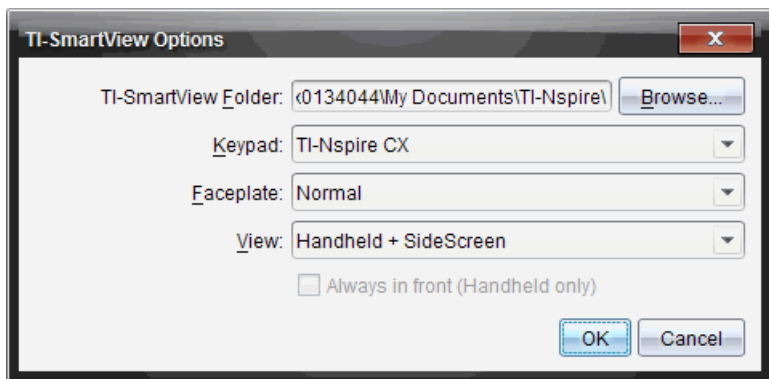 TI-SmartView Options
TI-SmartView Folder: 0134044\My Documents\TI-Nspire\ Browse...
Keypad: TI-Nspire CX
Faceplate: Normal
View: Handheld + SideScreen
Always in front (Handheld only)
OK Cancel